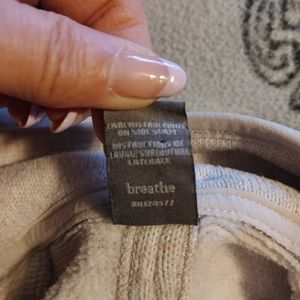 CARE INSTRUCTIONS
ON SIDE SEAM
INSTRUCTIONS DE
LAVAGE SUR COUTURE
LATERALE
breathe